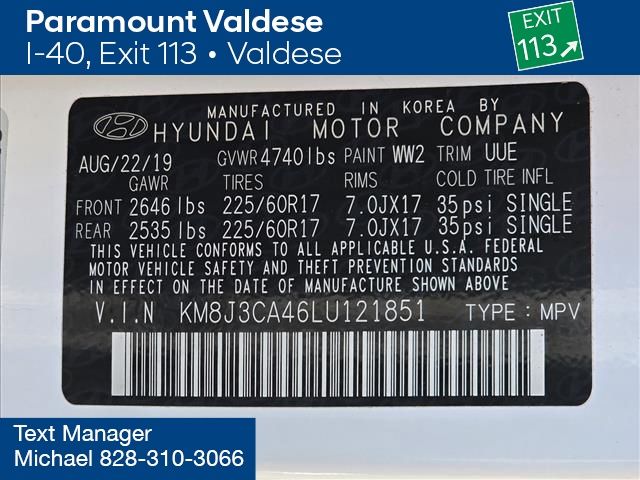 Paramount Valdese
I-40, Exit 113 • Valdese
EXIT
113
MANUFACTURED IN KOREA BY
HYUNDAI MOTOR COMPANY
AUG/22/19 GVWR 4740lbs PAINT WW2 TRIM UUE
GAWR TIRES RIMS COLD TIRE INFL
FRONT 2646 lbs 225/60R17 7.0JX17 35psi SINGLE
REAR 2535 lbs 225/60R17 7.0JX17 35psi SINGLE
THIS VEHICLE CONFORMS TO ALL APPLICABLE U.S.A. FEDERAL
MOTOR VEHICLE SAFETY AND THEFT PREVENTION STANDARDS
IN EFFECT ON THE DATE OF MANUFACTURE SHOWN ABOVE
V.I.N KM8J3CA46LU121851 TYPE : MPV
Text Manager
Michael 828-310-3066